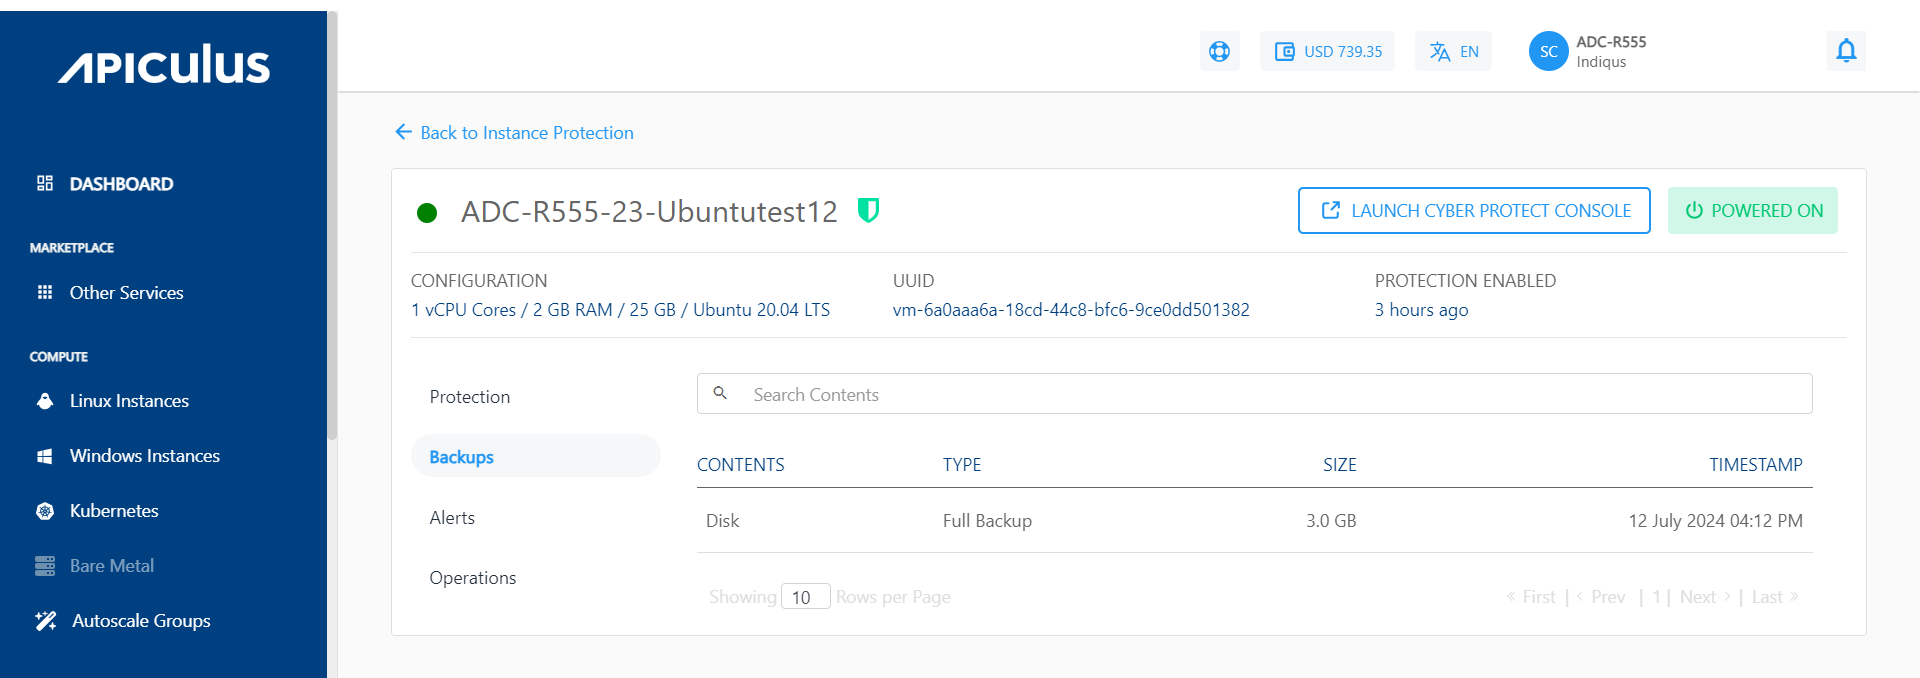 APICULUS
DASHBOARD
MARKETPLACE
Other Services
COMPUTE
Linux Instances
Windows Instances
Kubernetes
Bare Metal
Autoscale Groups
USD 739.35
EN
SC
ADC-R555
Indiqus
Back to Instance Protection
ADC-R555-23-Ubuntutest12
LAUNCH CYBER PROTECT CONSOLE
POWERED ON
CONFIGURATION
1 vCPU Cores / 2 GB RAM / 25 GB / Ubuntu 20.04 LTS
UUID
vm-6a0aaa6a-18cd-44c8-bfc6-9ce0dd501382
PROTECTION ENABLED
3 hours ago
Protection
Backups
Alerts
Operations
Search Contents
CONTENTS TYPE SIZE TIMESTAMP
Disk Full Backup 3.0 GB 12 July 2024 04:12 PM
Showing 10 Rows per Page
« First | ‹ Prev | 1 | Next › | Last »